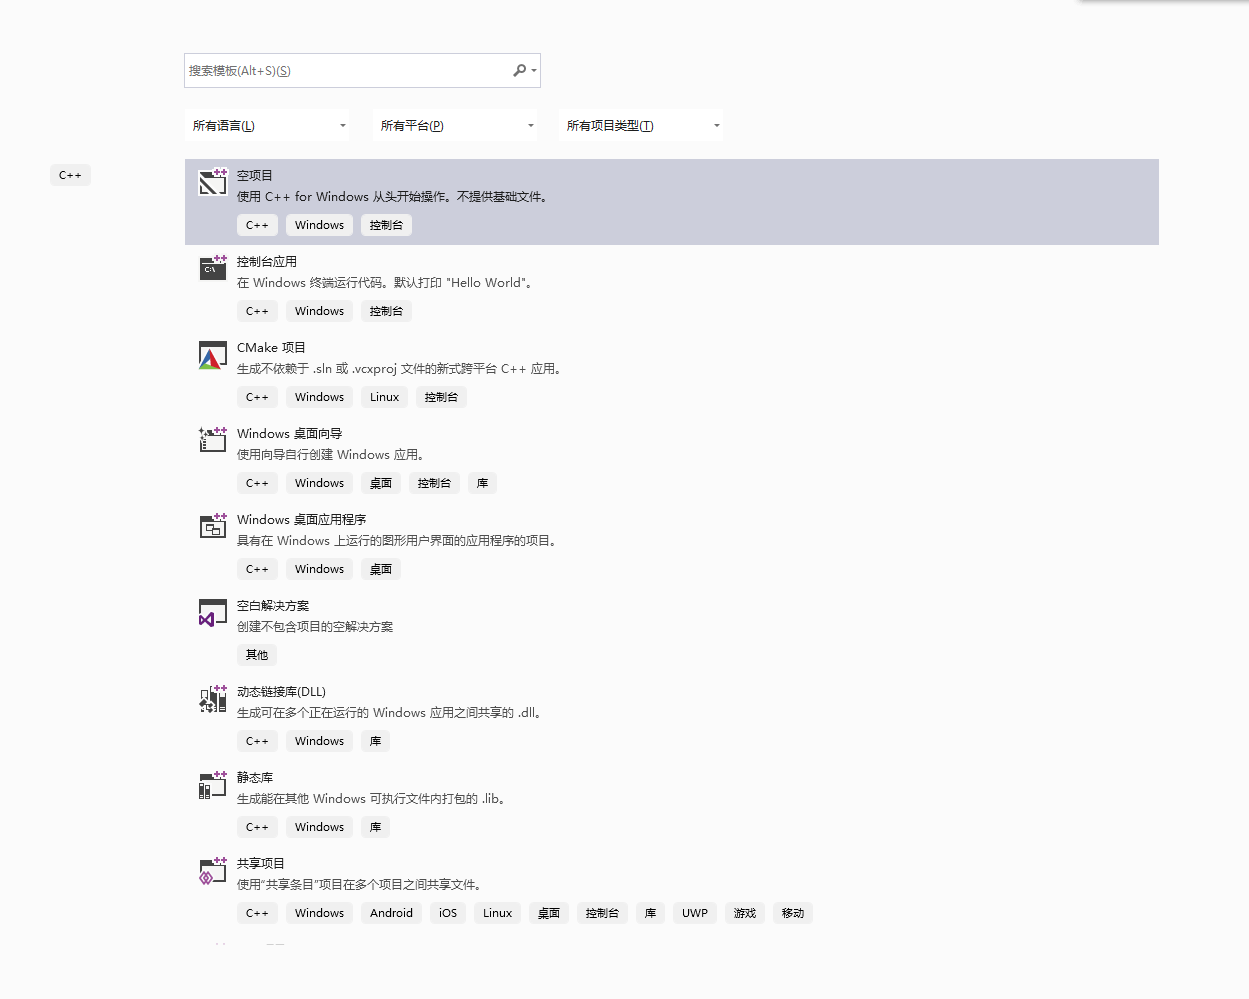 搜索模板(Alt+S)(S)
所有语言(L) 所有平台(P) 所有项目类型(T)
C++
空项目
使用 C++ for Windows 从头开始操作。不提供基础文件。
C++ Windows 控制台
控制台应用
C:\
在 Windows 终端运行代码。默认打印 "Hello World"。
C++ Windows 控制台
CMake 项目
生成不依赖于 .sln 或 .vcxproj 文件的新式跨平台 C++ 应用。
C++ Windows Linux 控制台
Windows 桌面向导
使用向导自行创建 Windows 应用。
C++ Windows 桌面 控制台 库
Windows 桌面应用程序
具有在 Windows 上运行的图形用户界面的应用程序的项目。
C++ Windows 桌面
空白解决方案
创建不包含项目的空解决方案
其他
动态链接库(DLL)
生成可在多个正在运行的 Windows 应用之间共享的 .dll。
C++ Windows 库
静态库
生成能在其他 Windows 可执行文件内打包的 .lib。
C++ Windows 库
共享项目
使用"共享条目"项目在多个项目之间共享文件。
C++ Windows Android iOS Linux 桌面 控制台 库 UWP 游戏 移动